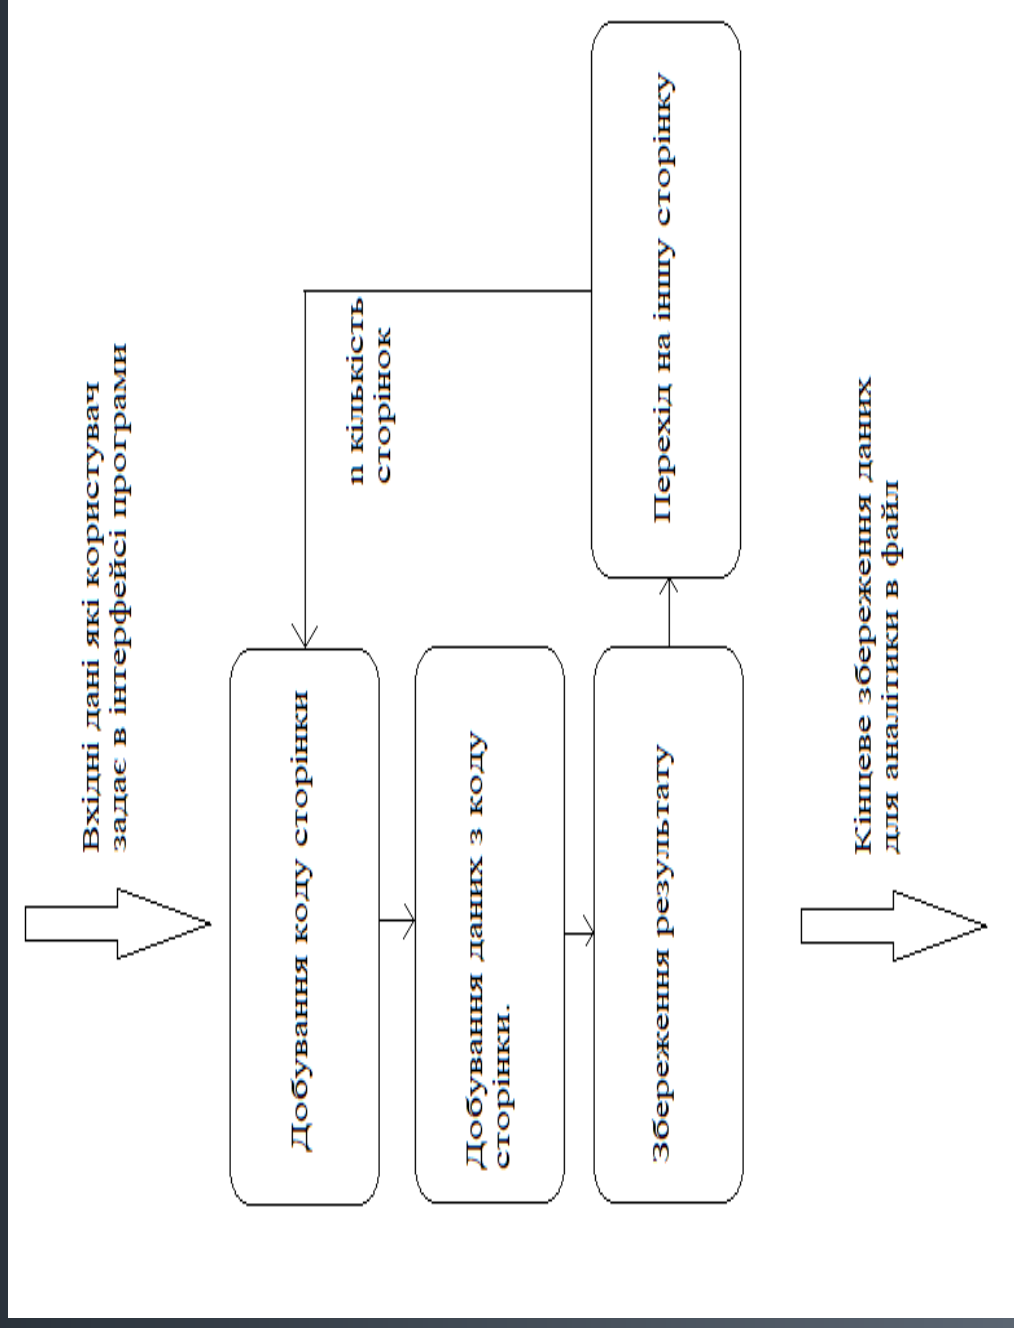 Вхідні дані які користувач
задає в інтерфейсі програми
Добування коду сторінки
n кількість
сторінок
Добування даних з коду
сторінки.
Збереження результату
Перехід на іншу сторінку
Кінцеве збереження даних
для аналітики в файл